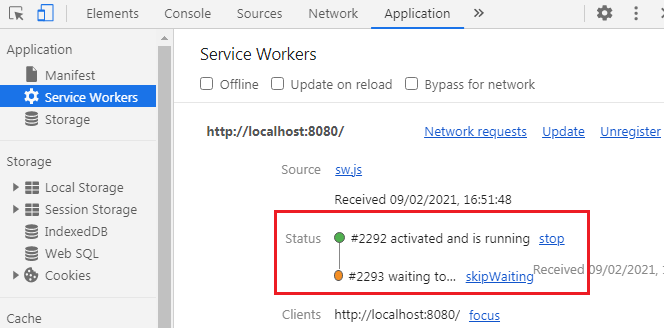 Elements Console Sources Network Application »
Application
Manifest
Service Workers
Storage
Storage
Local Storage
Session Storage
IndexedDB
Web SQL
Cookies
Cache
Service Workers
Offline Update on reload Bypass for network
http://localhost:8080/ Network requests Update Unregister
Source sw.js
Received 09/02/2021, 16:51:48
Status #2292 activated and is running stop
#2293 waiting to... skipWaiting Received 09/02/2021, 16:
Clients http://localhost:8080/ focus